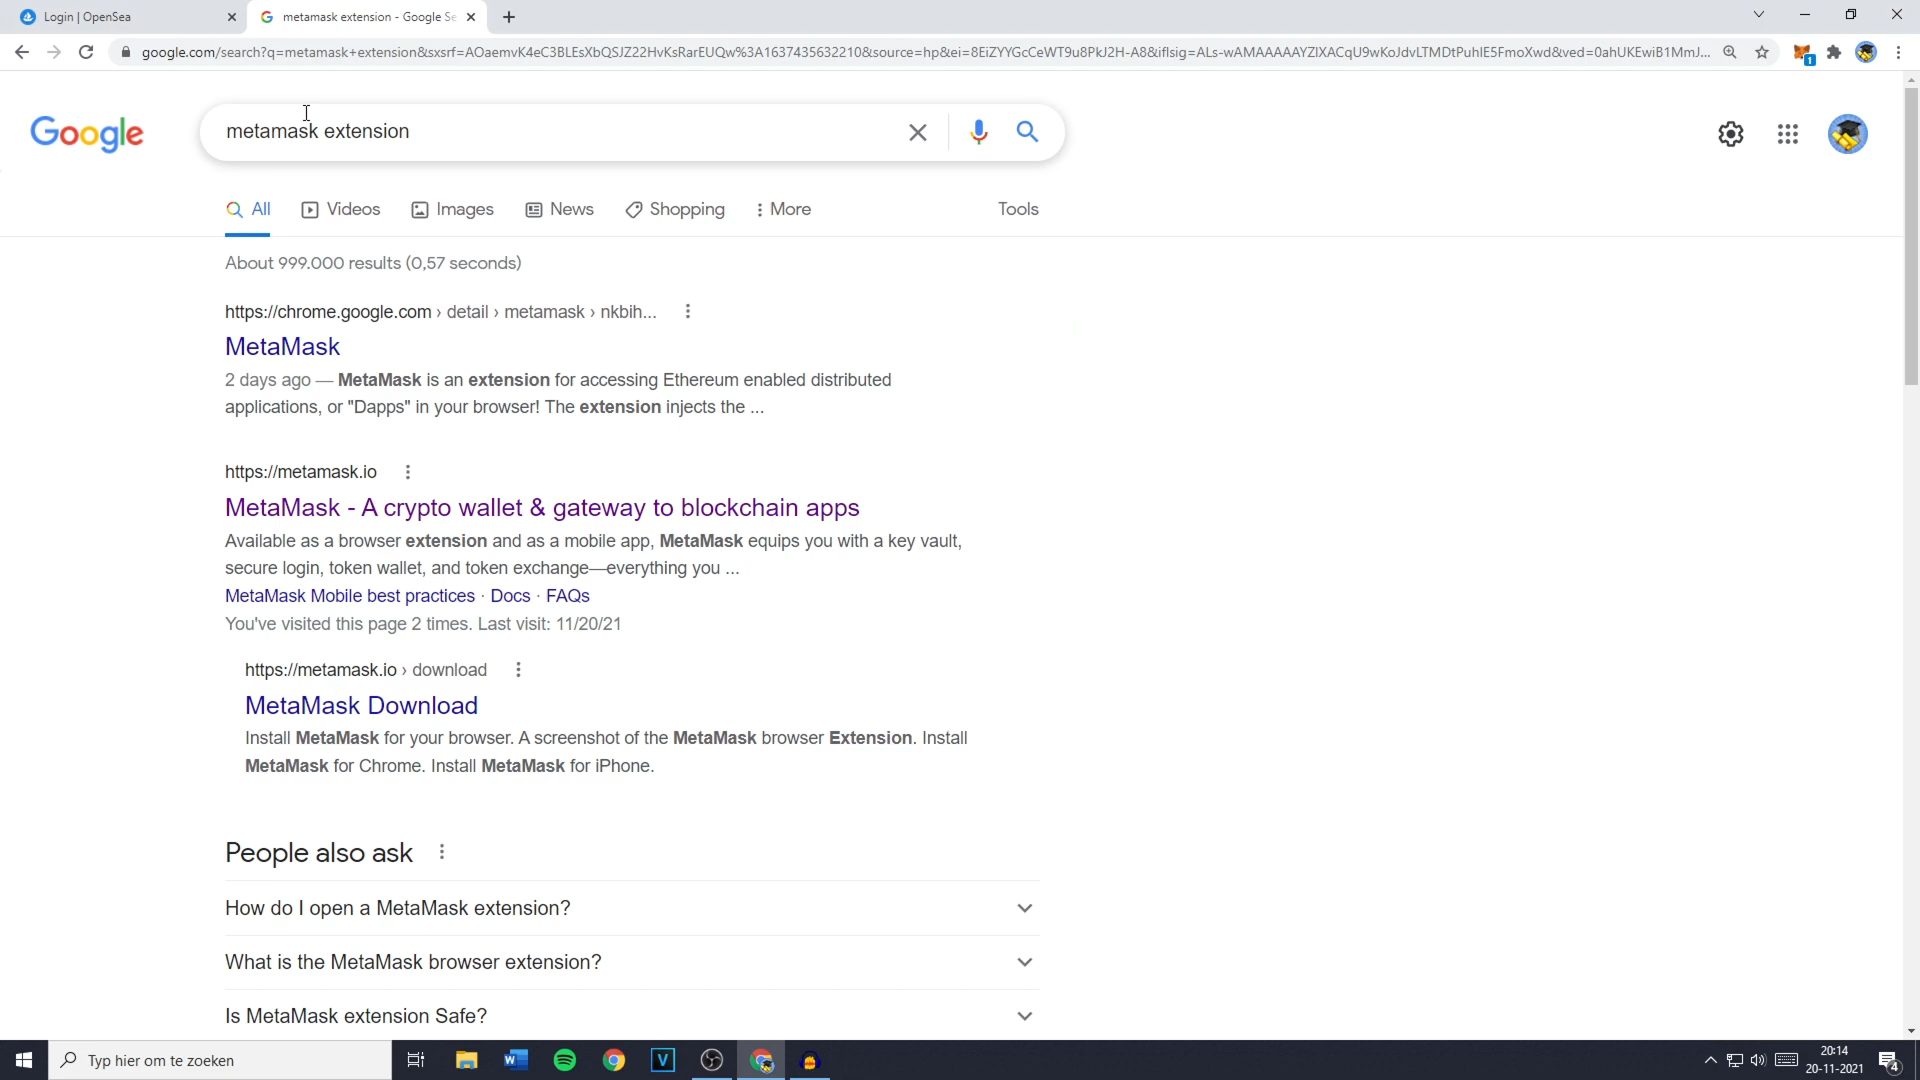 Login | OpenSea
metamask extension - Google Se
google.com/search?q=metamask+extension&sxsrf=AOaemvK4eC3BLEsXbQSJZ22HvKsRarEUQw%3A1637435632210&source=hp&ei=8EiZYYGcCeWT9u8PkJ2H-A8&iflsig=ALs-wAMAAAAAYZlXACqU9wKoJdvLTMDtPuhIE5FmoXwd&ved=0ahUKEwiB1MmJ...
1
Google
metamask extension
All
Videos
Images
News
Shopping
More
Tools
About 999.000 results (0,57 seconds)
https://chrome.google.com › detail › metamask › nkbih...
MetaMask
2 days ago — MetaMask is an extension for accessing Ethereum enabled distributed
applications, or "Dapps" in your browser! The extension injects the ...
https://metamask.io
MetaMask - A crypto wallet & gateway to blockchain apps
Available as a browser extension and as a mobile app, MetaMask equips you with a key vault,
secure login, token wallet, and token exchange—everything you ...
MetaMask Mobile best practices · Docs · FAQs
You've visited this page 2 times. Last visit: 11/20/21
https://metamask.io › download
MetaMask Download
Install MetaMask for your browser. A screenshot of the MetaMask browser Extension. Install
MetaMask for Chrome. Install MetaMask for iPhone.
People also ask
How do I open a MetaMask extension?
What is the MetaMask browser extension?
Is MetaMask extension Safe?
Typ hier om te zoeken
20:14
20-11-2021
4